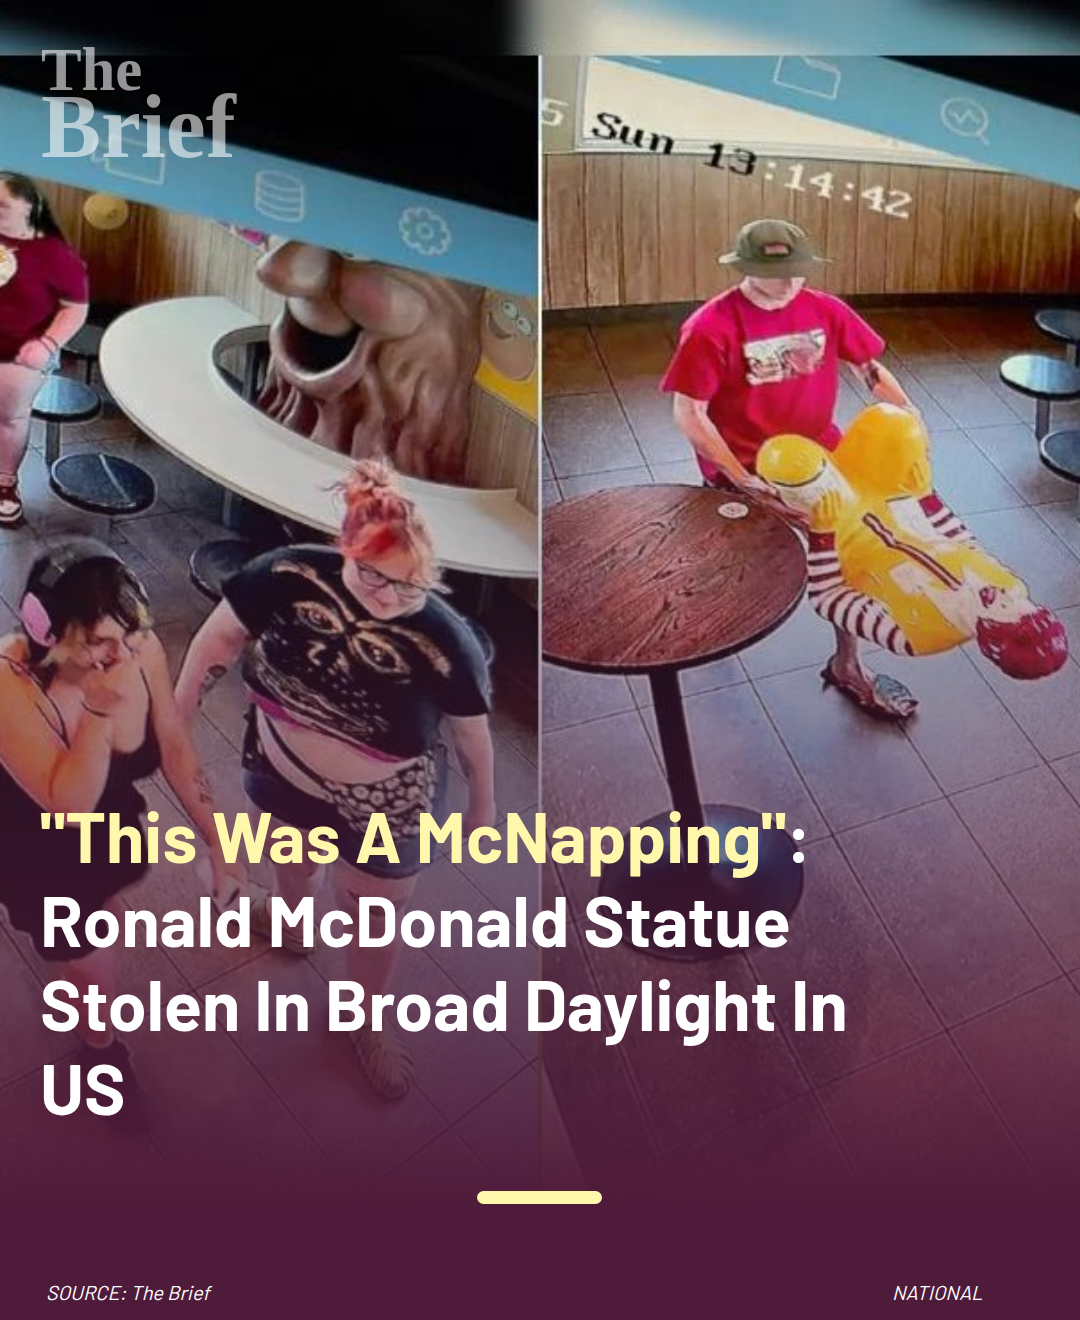 The
Brief
5 Sun 13:14:42
"This Was A McNapping":
Ronald McDonald Statue
Stolen In Broad Daylight In
US
SOURCE: The Brief
NATIONAL